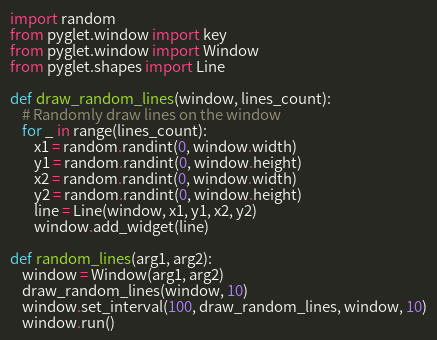 import random
from pyglet.window import key
from pyglet.window import Window
from pyglet.shapes import Line

def draw_random_lines(window, lines_count):
    # Randomly draw lines on the window
    for _ in range(lines_count):
        x1 = random.randint(0, window.width)
        y1 = random.randint(0, window.height)
        x2 = random.randint(0, window.width)
        y2 = random.randint(0, window.height)
        line = Line(window, x1, y1, x2, y2)
        window.add_widget(line)

def random_lines(arg1, arg2):
    window = Window(arg1, arg2)
    draw_random_lines(window, 10)
    window.set_interval(100, draw_random_lines, window, 10)
    window.run()